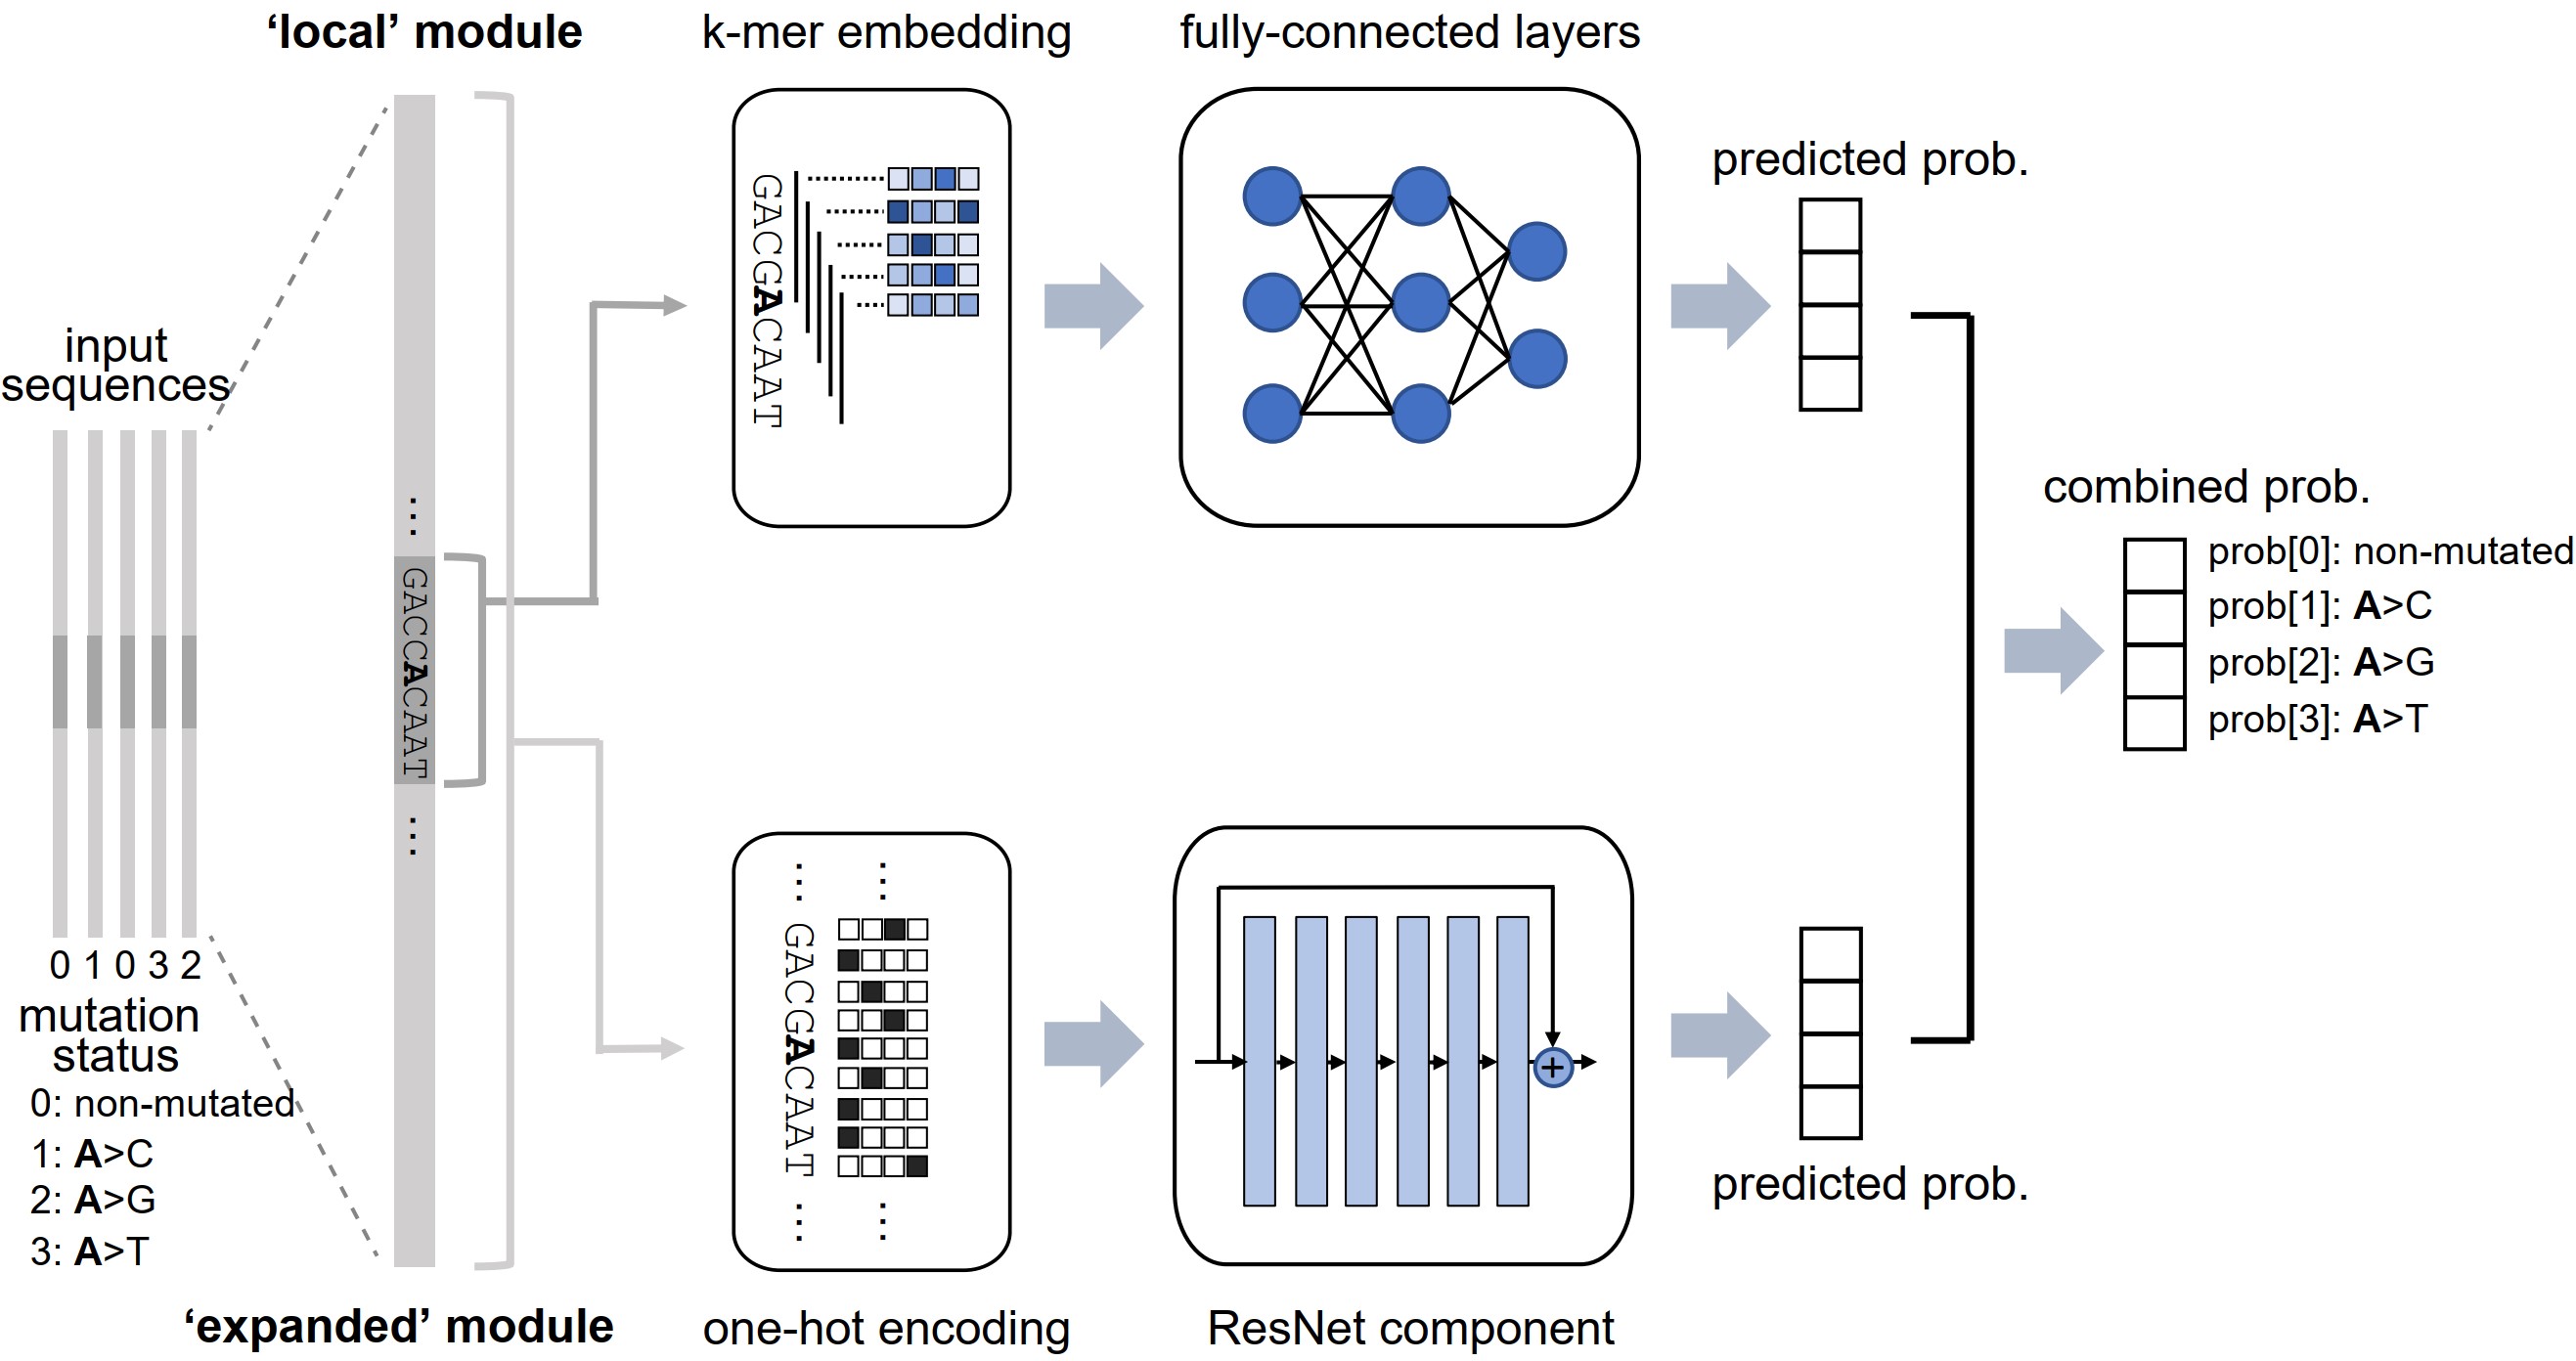 ‘local’ module
k-mer embedding
fully-connected layers
input
sequences
0 1 0 3 2
mutation
status
0: non-mutated
1: A>C
2: A>G
3: A>T
⋮
GACCACAAT
⋮
GACGACAAT
predicted prob.
combined prob.
prob[0]: non-mutated
prob[1]: A>C
prob[2]: A>G
prob[3]: A>T
⋮ ⋮
GACGACAAT
⋮ ⋮
+
predicted prob.
‘expanded’ module
one-hot encoding
ResNet component